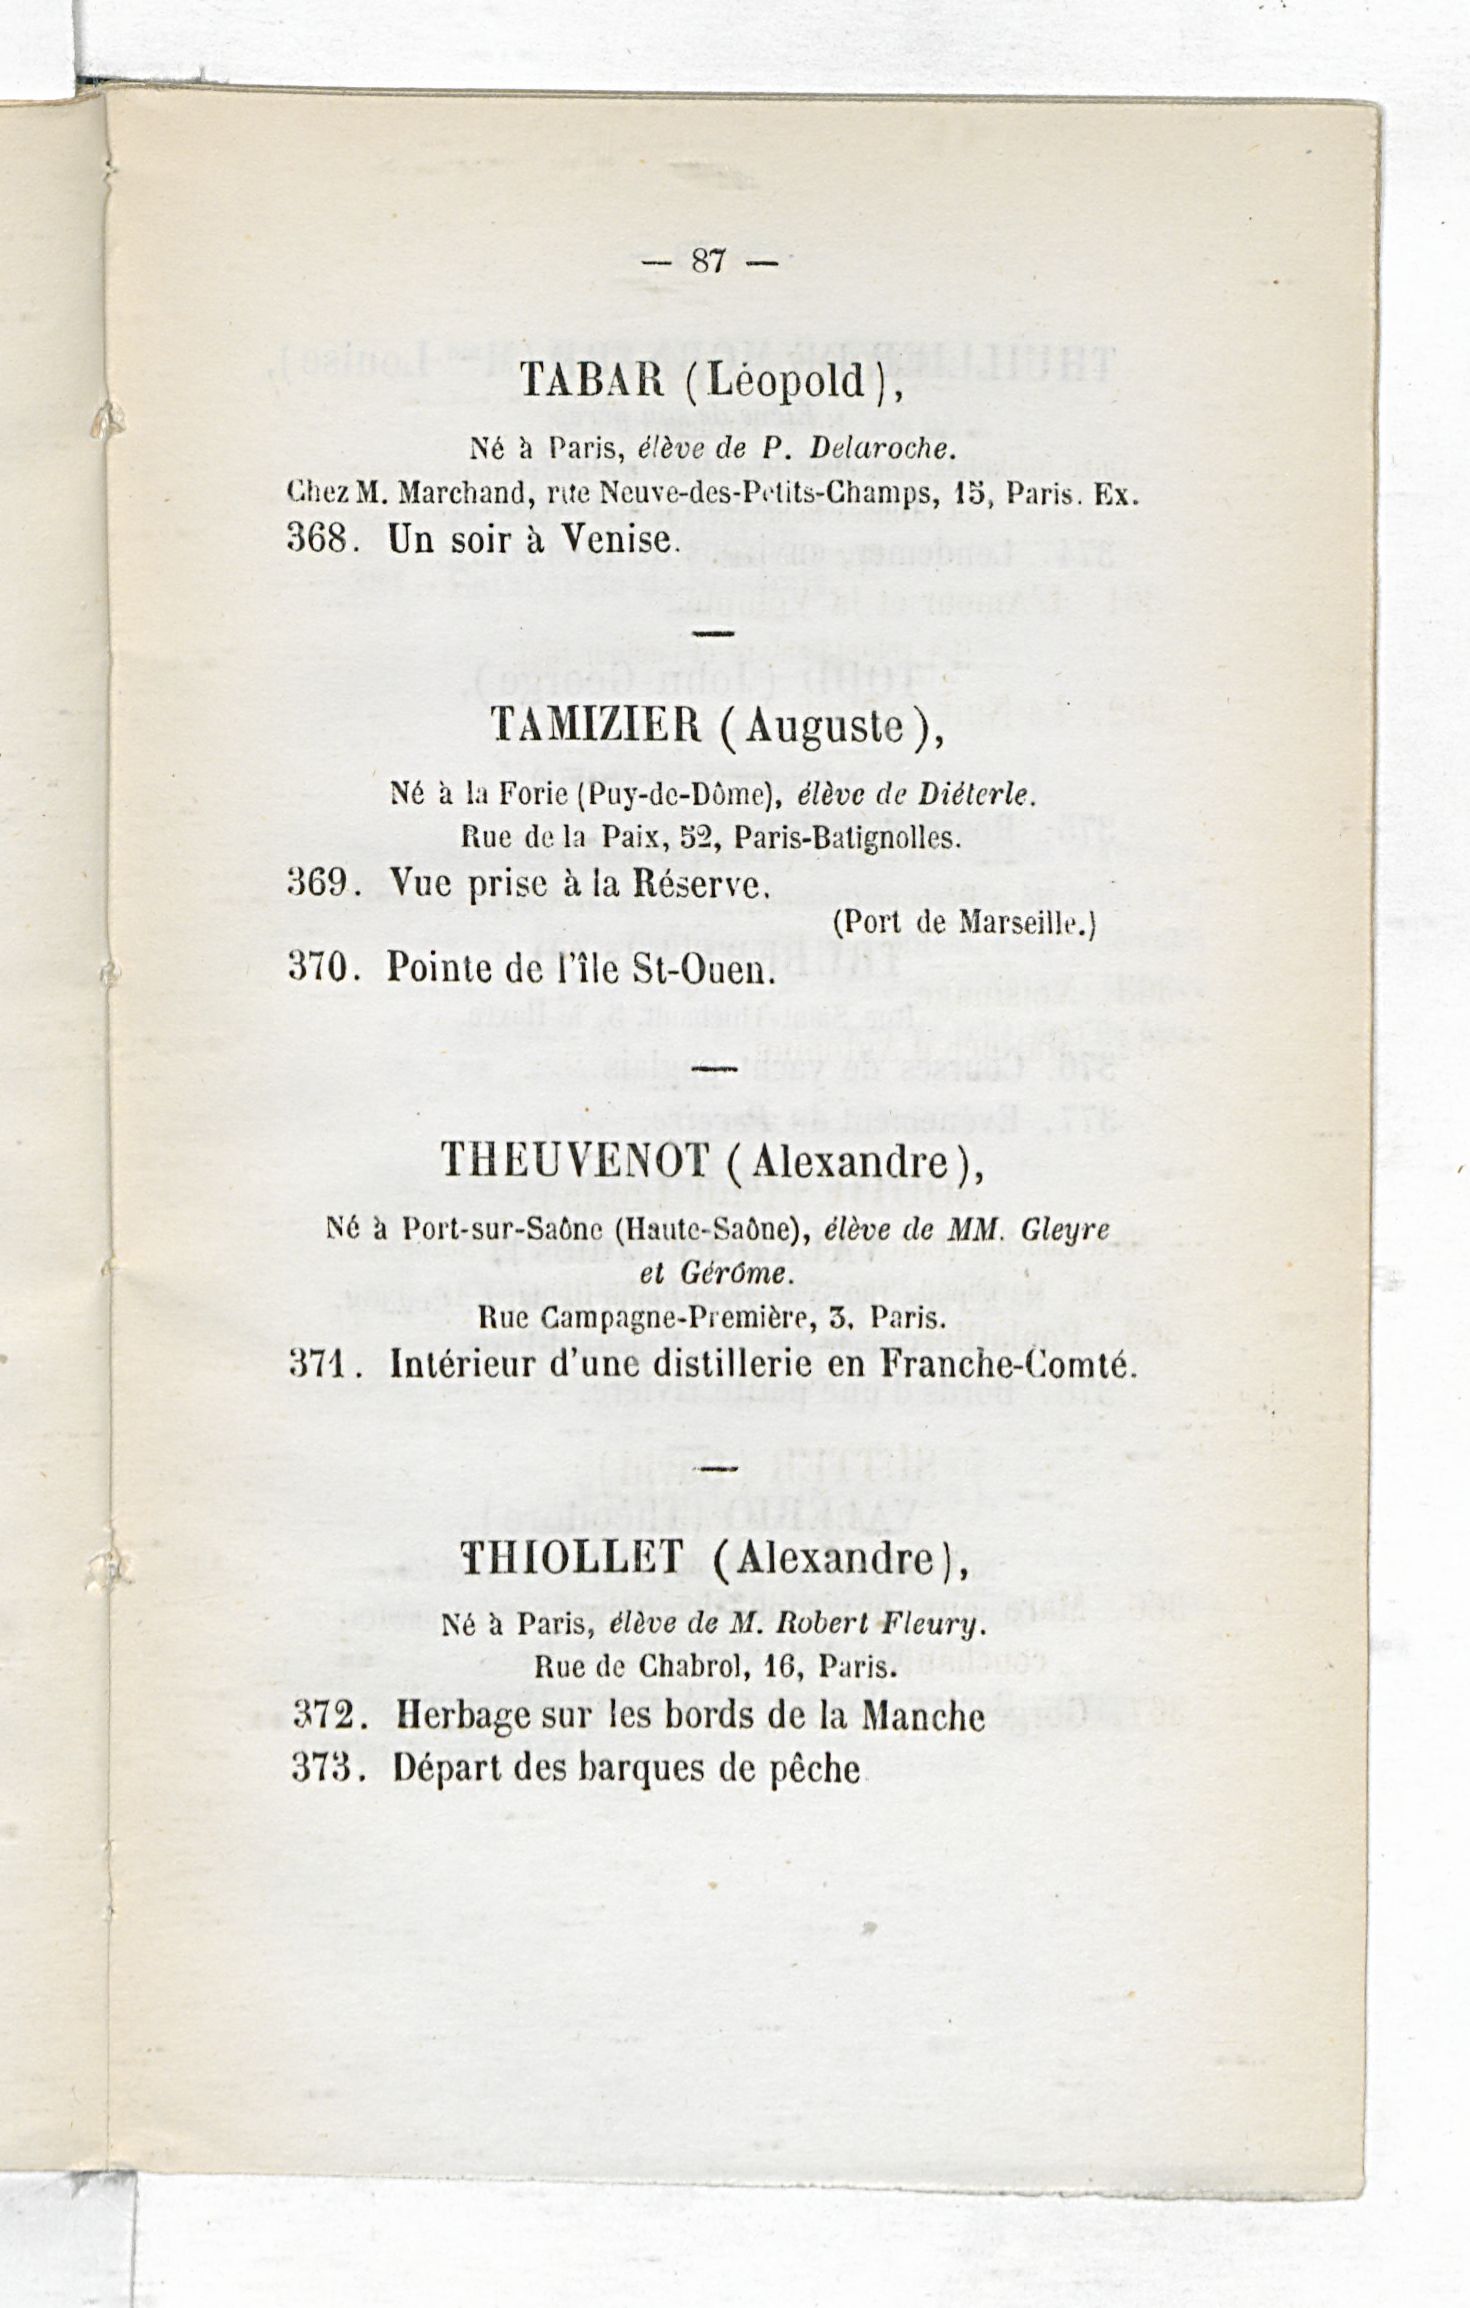 — 87 —
TABAR (Léopold),
Né à Paris, élève de P. Delaroche.
Chez M. Marchand, rue Neuve-des-Petits-Champs, 15, Paris. Ex.
368. Un soir à Venise.
TAMIZIER (Auguste),
Né à la Forie (Puy-de-Dôme), élève de Diéterle.
Rue de la Paix, 52, Paris-Batignolles.
369. Vue prise à la Réserve.
(Port de Marseille.)
370. Pointe de l'île St-Ouen.
THEUVENOT (Alexandre),
Né à Port-sur-Saône (Haute-Saône), élève de MM. Gleyre
et Gérôme.
Rue Campagne-Première, 3, Paris.
371. Intérieur d'une distillerie en Franche-Comté.
THIOLLET (Alexandre),
Né à Paris, élève de M. Robert Fleury.
Rue de Chabrol, 16, Paris.
372. Herbage sur les bords de la Manche
373. Départ des barques de pêche